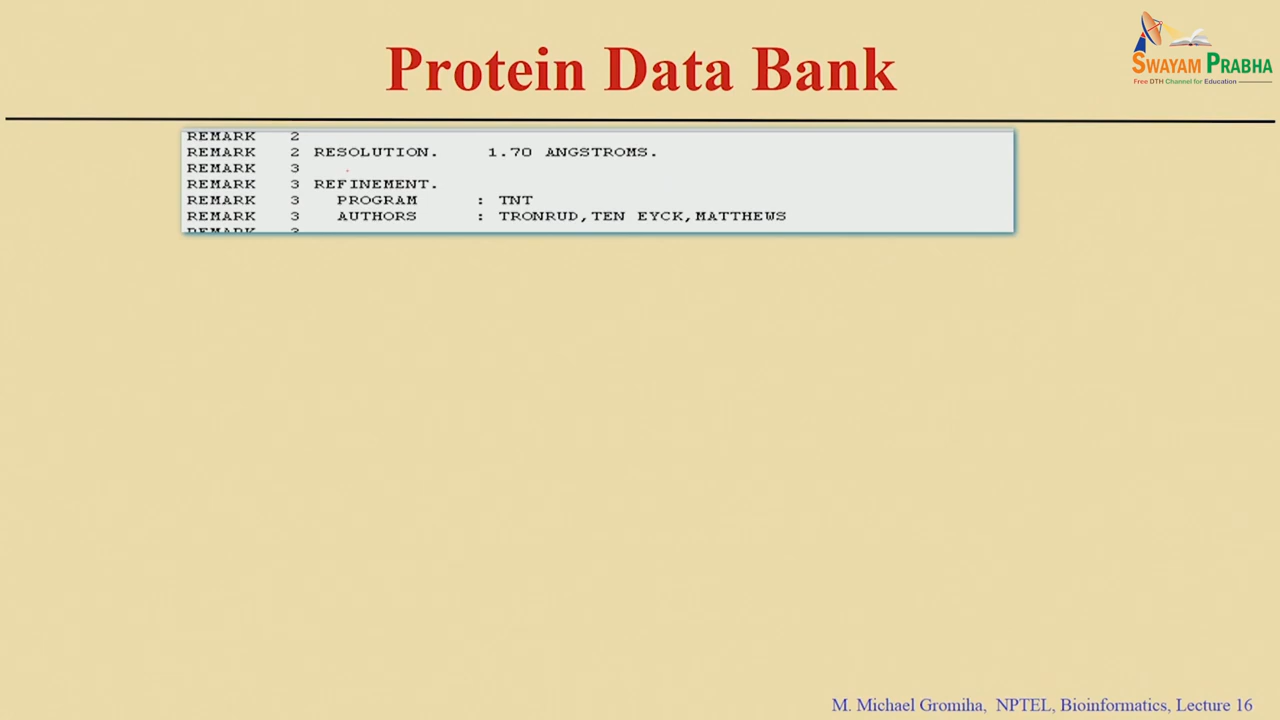 Protein Data Bank
SWAYAM PRABHA
Free DTH Channel for Education
REMARK 2
REMARK 2 RESOLUTION. 1.70 ANGSTROMS.
REMARK 3
REMARK 3 REFINEMENT.
REMARK 3 PROGRAM : TNT
REMARK 3 AUTHORS : TRONRUD,TEN EYCK,MATTHEWS
REMARK 3
M. Michael Gromiha, NPTEL, Bioinformatics, Lecture 16